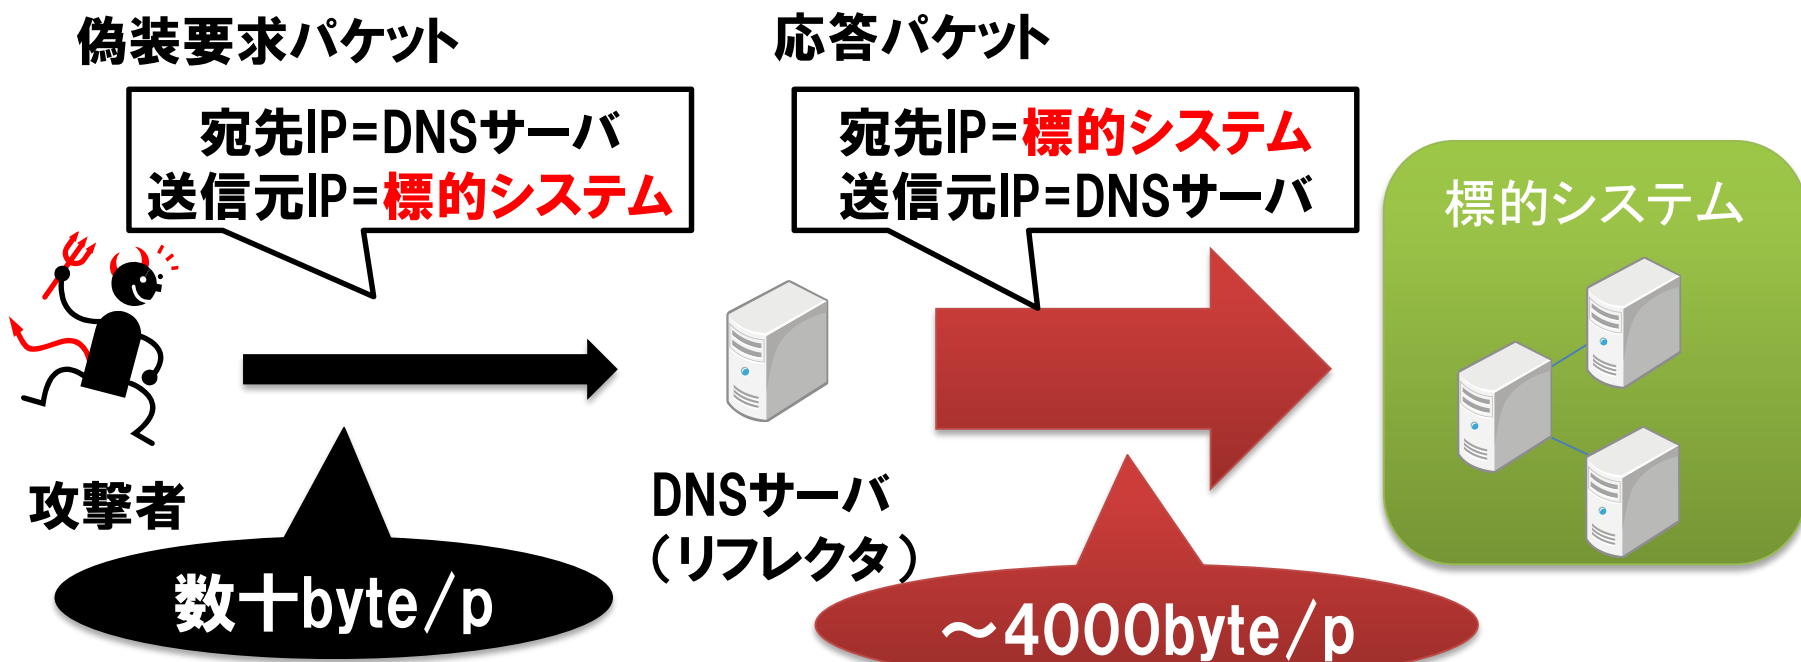 偽装要求パケット
宛先IP=DNSサーバ
送信元IP=標的システム
応答パケット
宛先IP=標的システム
送信元IP=DNSサーバ
標的システム
攻撃者
DNSサーバ
(リフレクタ)
数十byte/p
～4000byte/p